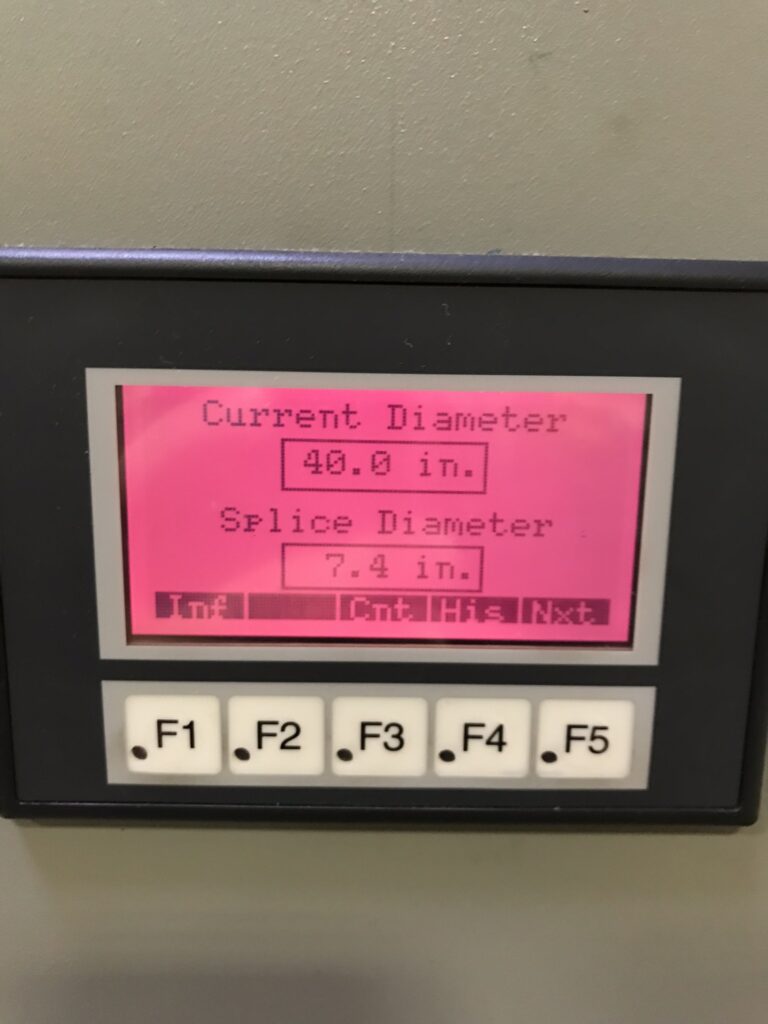 Current Diameter
40.0 in.
Splice Diameter
7.4 in.
Inf Cnt His Nxt
F1 F2 F3 F4 F5